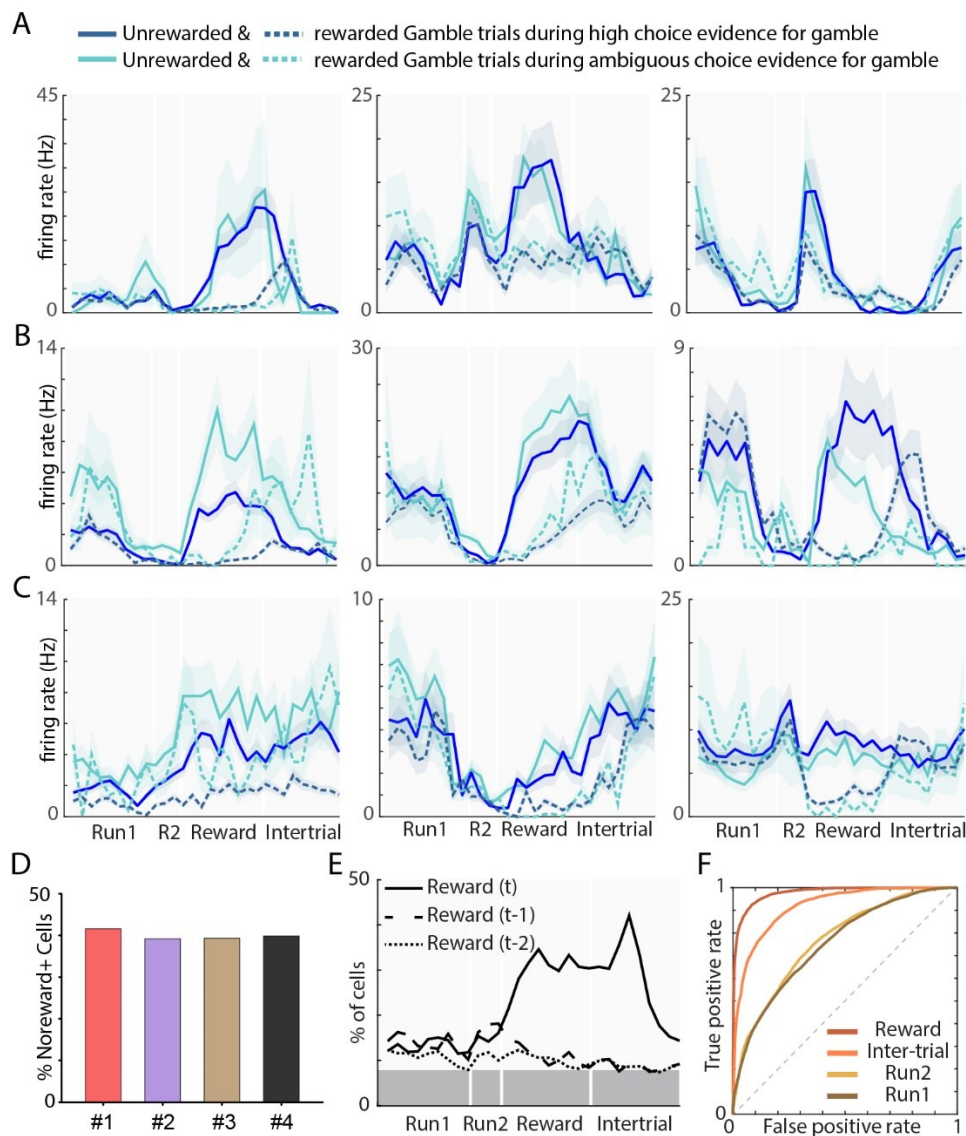 A
Unrewarded & rewarded Gamble trials during high choice evidence for gamble
Unrewarded & rewarded Gamble trials during ambiguous choice evidence for gamble
45 25 25
firing rate (Hz)
0 0 0
B
14 30 9
firing rate (Hz)
0 0 0
C
14 10 25
firing rate (Hz)
0 0 0
Run1 R2 Reward Intertrial Run1 R2 Reward Intertrial Run1 R2 Reward Intertrial
D
50
% Noreward+ Cells
0
#1 #2 #3 #4
E
50
Reward (t)
Reward (t-1)
Reward (t-2)
% of cells
0
Run1 Run2 Reward Intertrial
F
1
True positive rate
Reward
Inter-trial
Run2
Run1
0
0 False positive rate 1